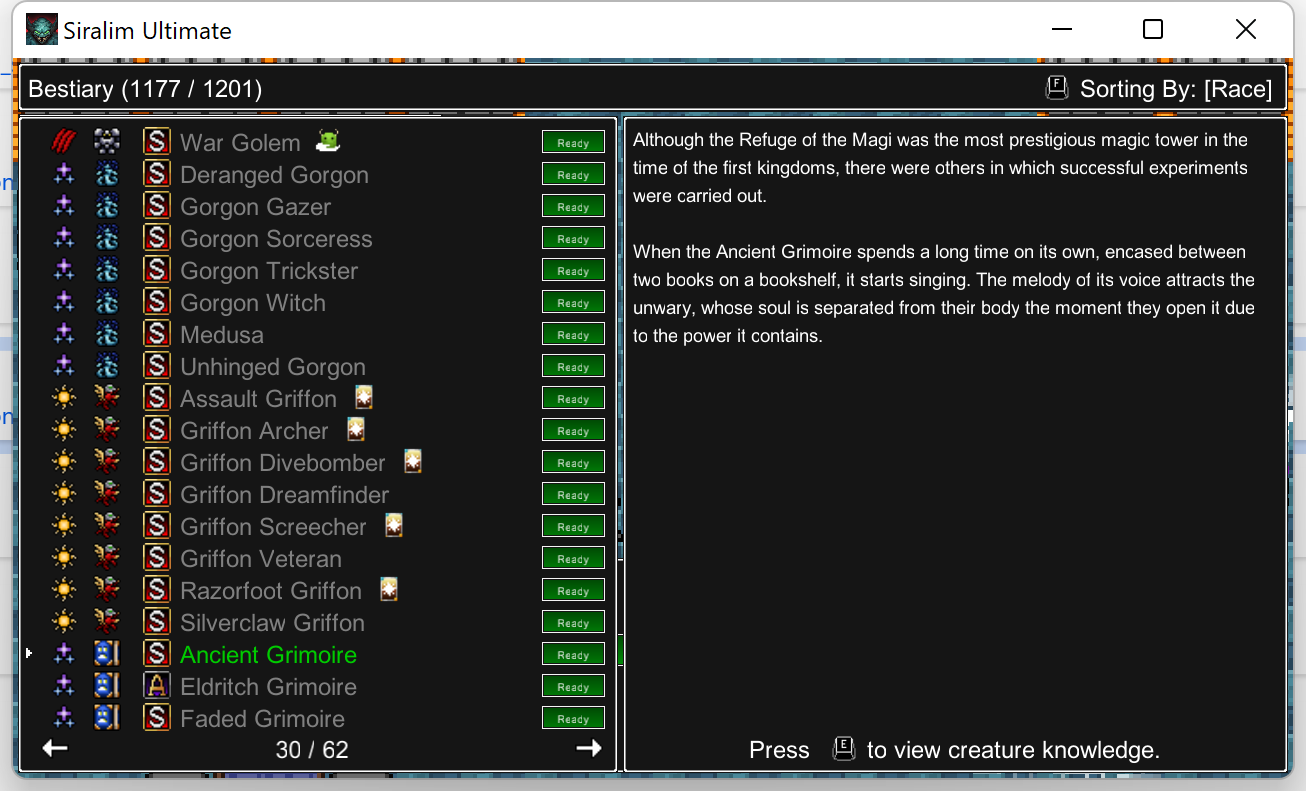 Siralim Ultimate
Bestiary (1177 / 1201)
F Sorting By: [Race]
S War Golem Ready
S Deranged Gorgon Ready
S Gorgon Gazer Ready
S Gorgon Sorceress Ready
S Gorgon Trickster Ready
S Gorgon Witch Ready
S Medusa Ready
S Unhinged Gorgon Ready
S Assault Griffon Ready
S Griffon Archer Ready
S Griffon Divebomber Ready
S Griffon Dreamfinder Ready
S Griffon Screecher Ready
S Griffon Veteran Ready
S Razorfoot Griffon Ready
S Silverclaw Griffon Ready
S Ancient Grimoire Ready
A Eldritch Grimoire Ready
S Faded Grimoire Ready
30 / 62
Although the Refuge of the Magi was the most prestigious magic tower in the
time of the first kingdoms, there were others in which successful experiments
were carried out.
When the Ancient Grimoire spends a long time on its own, encased between
two books on a bookshelf, it starts singing. The melody of its voice attracts the
unwary, whose soul is separated from their body the moment they open it due
to the power it contains.
Press E to view creature knowledge.